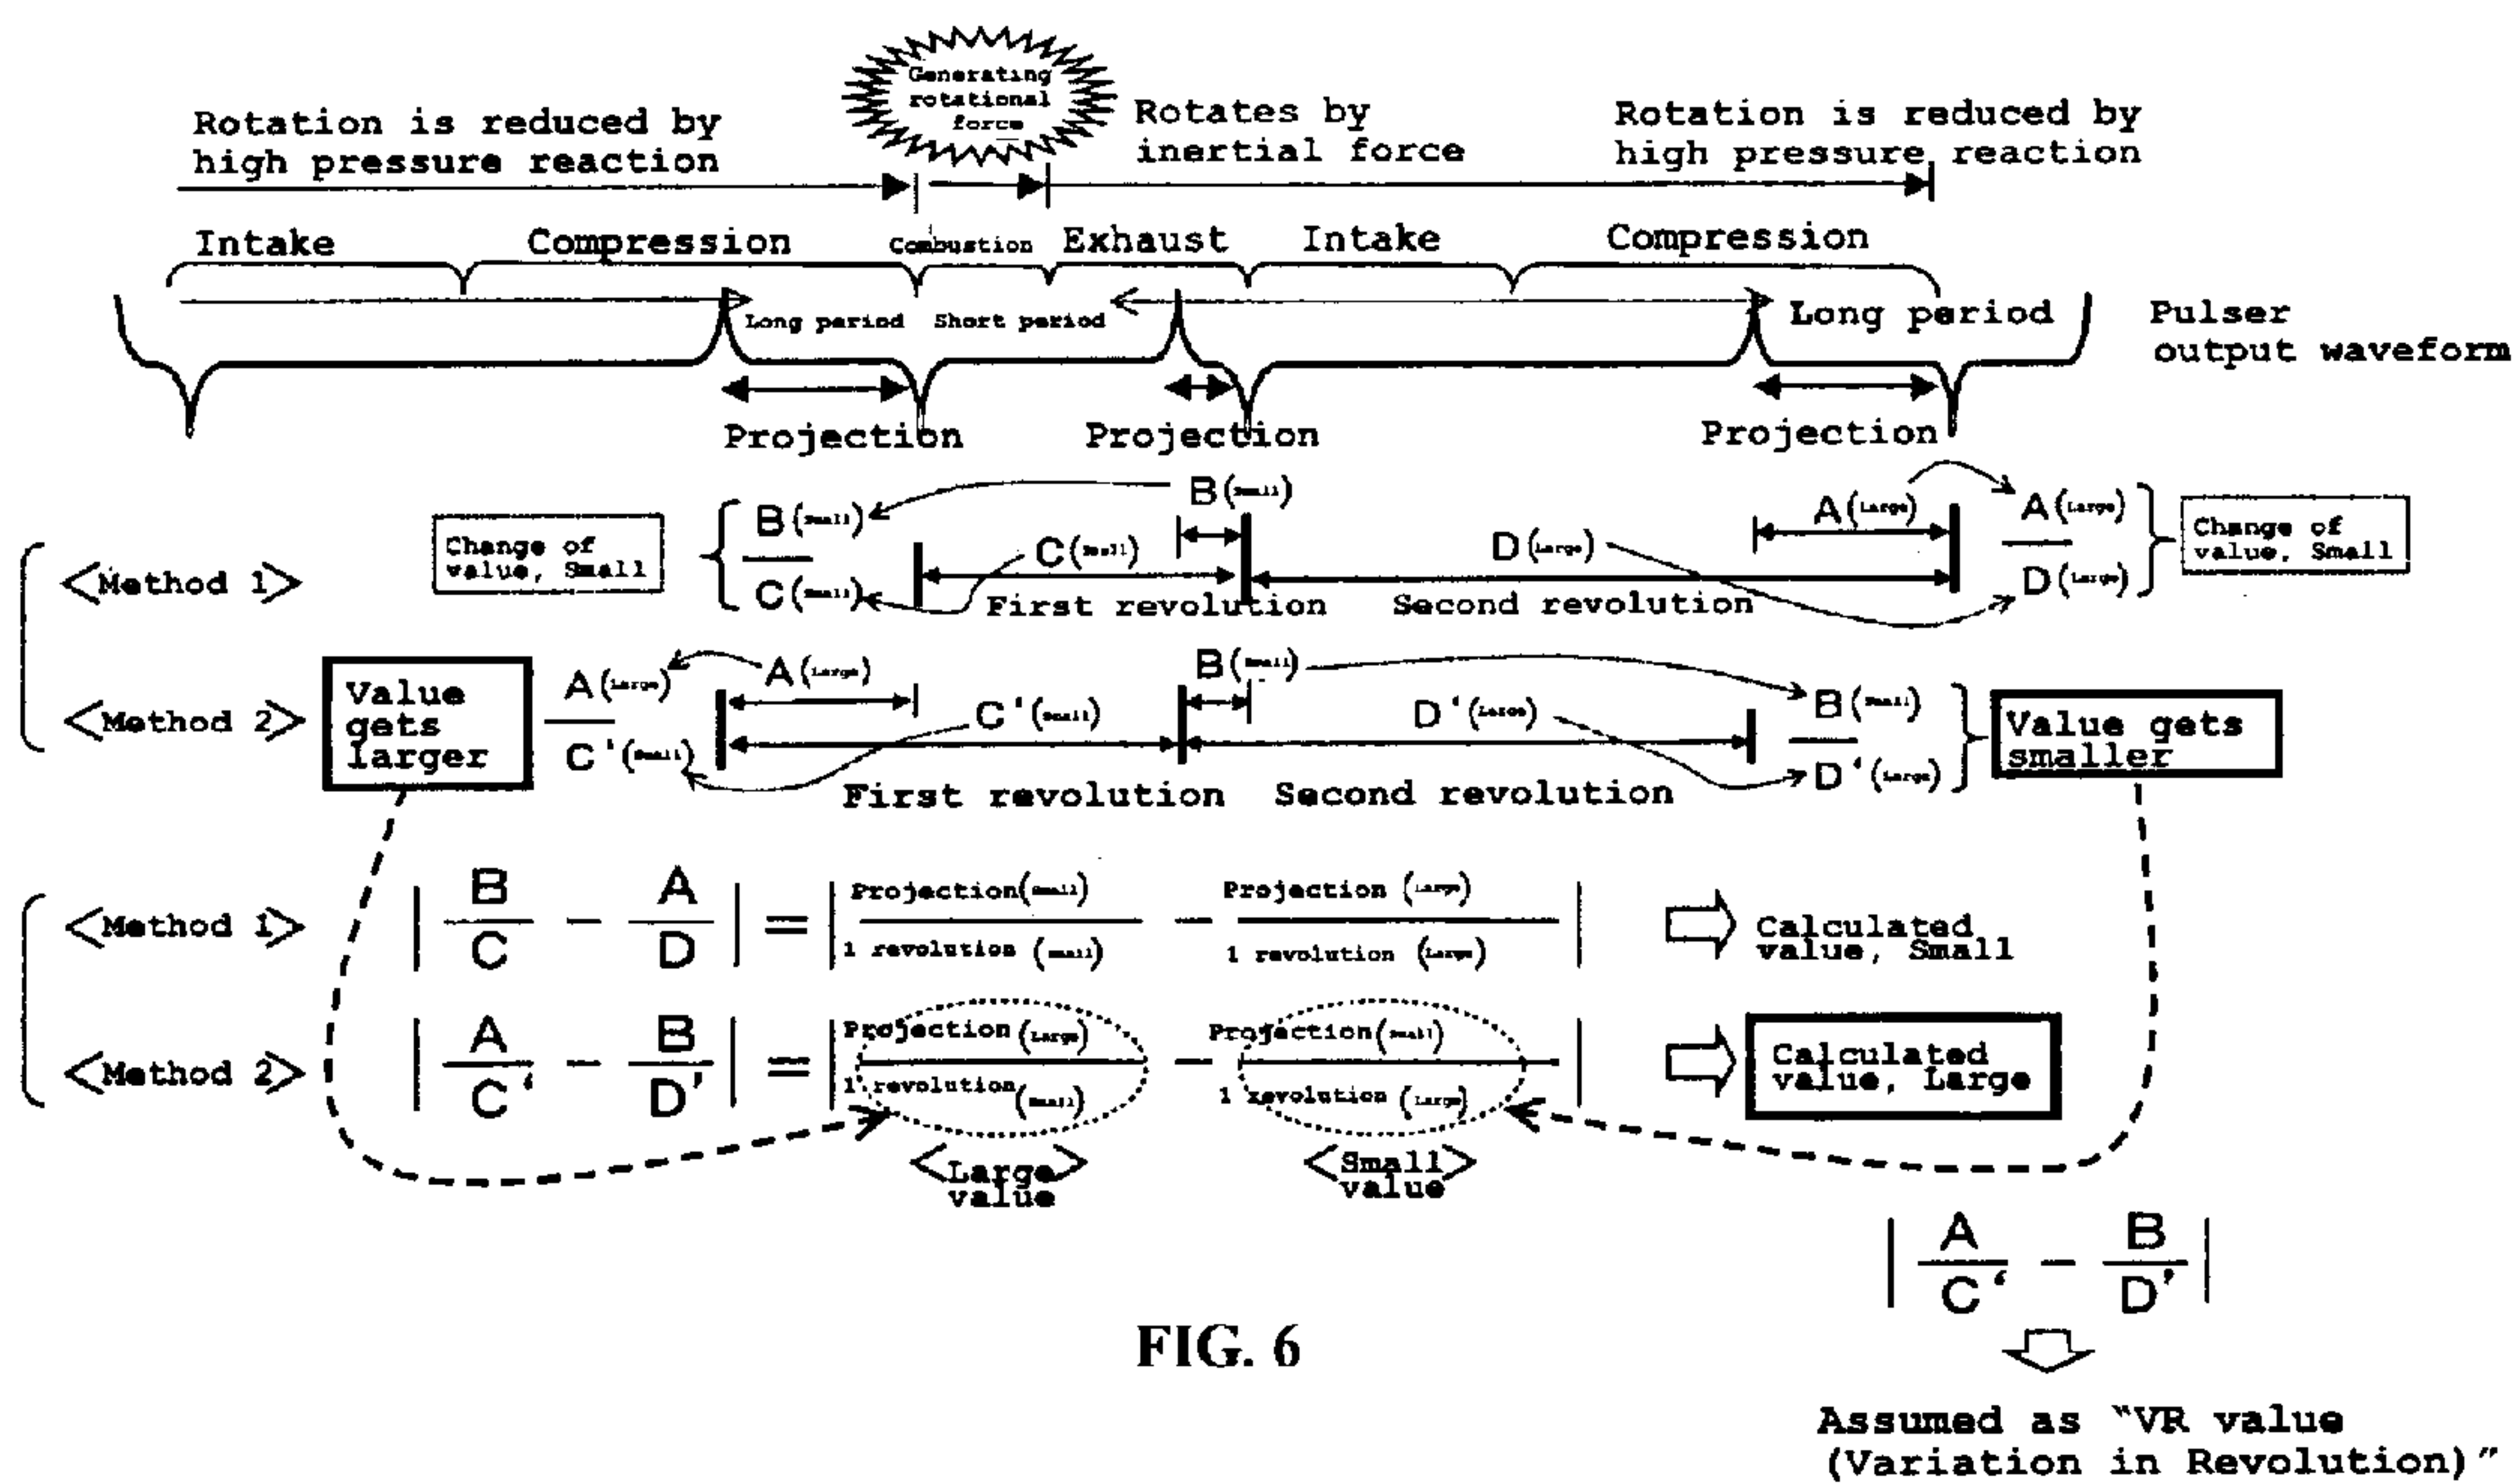 Generating
rotational
force
Rotation is reduced by
high pressure reaction
Rotates by
inertial force
Rotation is reduced by
high pressure reaction
Intake
Compression
Combustion
Exhaust
Intake
Compression
Long period
Short period
Long period
Pulser
output waveform
Projection
Projection
Projection
<Method 1>
Change of
value, Small
B(Small)
C(Small)
B(Small)
C(Small)
First revolution
D(Large)
Second revolution
A(Large)
A(Large)
D(Large)
Change of
value, Small
<Method 2>
Value
gets
larger
A(Large)
C'(Small)
A(Large)
C'(Small)
First revolution
B(Small)
D'(Large)
Second revolution
B(Small)
D'(Large)
Value gets
smaller
<Method 1>
| B/C - A/D | = | Projection(Small)/1 revolution (Small) - Projection (Large)/1 revolution (Large) |
Calculated
value, Small
<Method 2>
| A/C' - B/D' | = | Projection(Large)/1 revolution(Small) - Projection(Small)/1 revolution (Large) |
Calculated
value, Large
<Large
value>
<Small
value>
| A/C' - B/D' |
FIG. 6
Assumed as "VR value
(Variation in Revolution)"